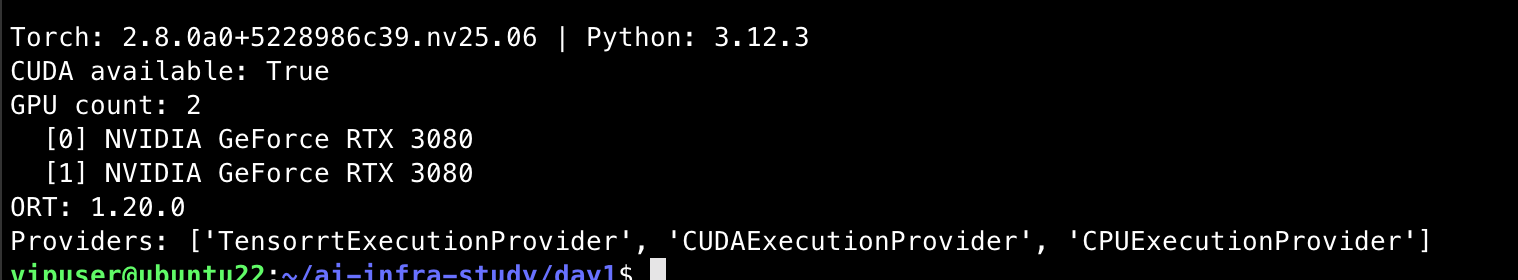 Torch: 2.8.0a0+5228986c39.nv25.06 | Python: 3.12.3
CUDA available: True
GPU count: 2
  [0] NVIDIA GeForce RTX 3080
  [1] NVIDIA GeForce RTX 3080
ORT: 1.20.0
Providers: ['TensorrtExecutionProvider', 'CUDAExecutionProvider', 'CPUExecutionProvider']
vipuser@ubuntu22:~/ai-infra-study/day1$